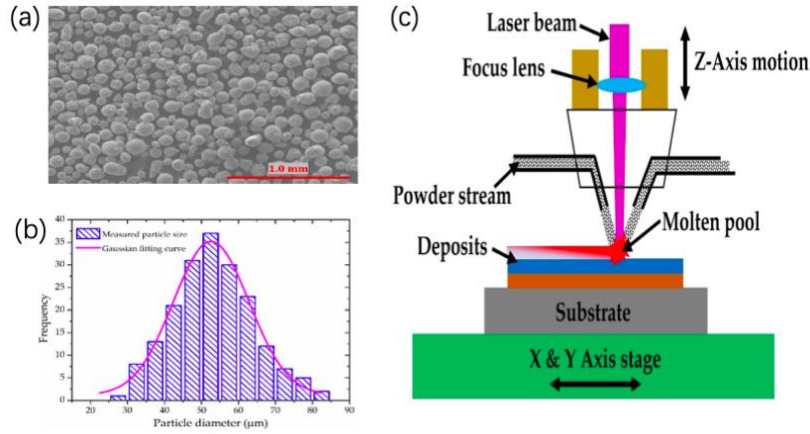 (a)
1.0 mm
(b)
Measured particle size
Gaussian fitting curve
Frequency
40
35
30
25
20
15
10
5
0
20
30
40
50
60
70
80
90
Particle diameter (μm)
(c)
Laser beam
Focus lens
Z-Axis motion
Powder stream
Molten pool
Deposits
Substrate
X & Y Axis stage